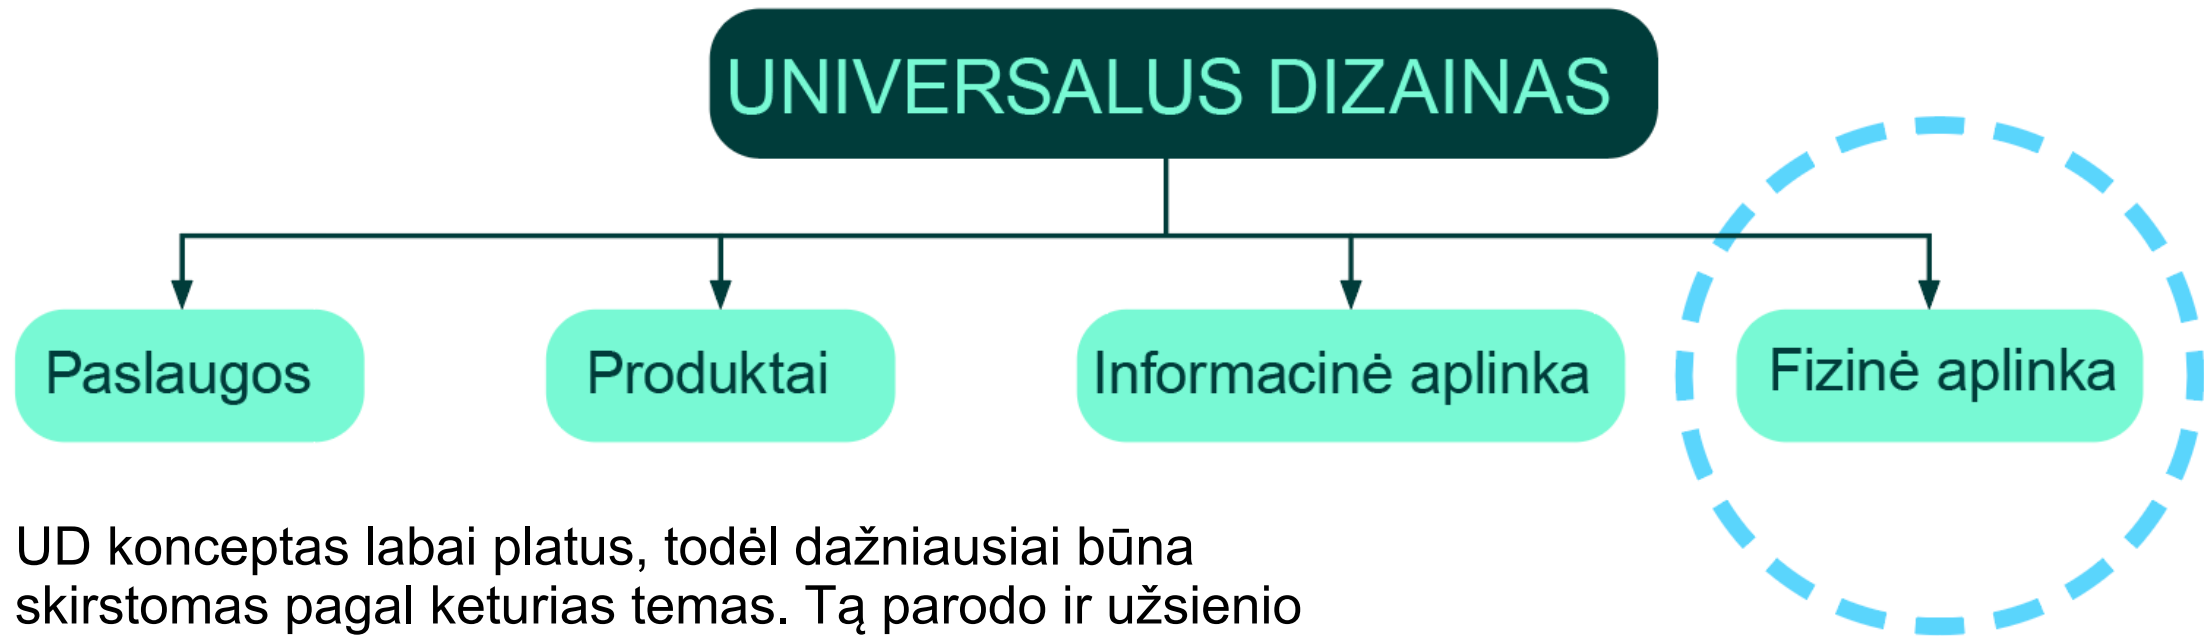 UNIVERSALUS DIZAINAS
Paslaugos
Produktai
Informacinė aplinka
Fizinė aplinka
UD konceptas labai platus, todėl dažniausiai būna
skirstomas pagal keturias temas. Tą parodo ir užsienio